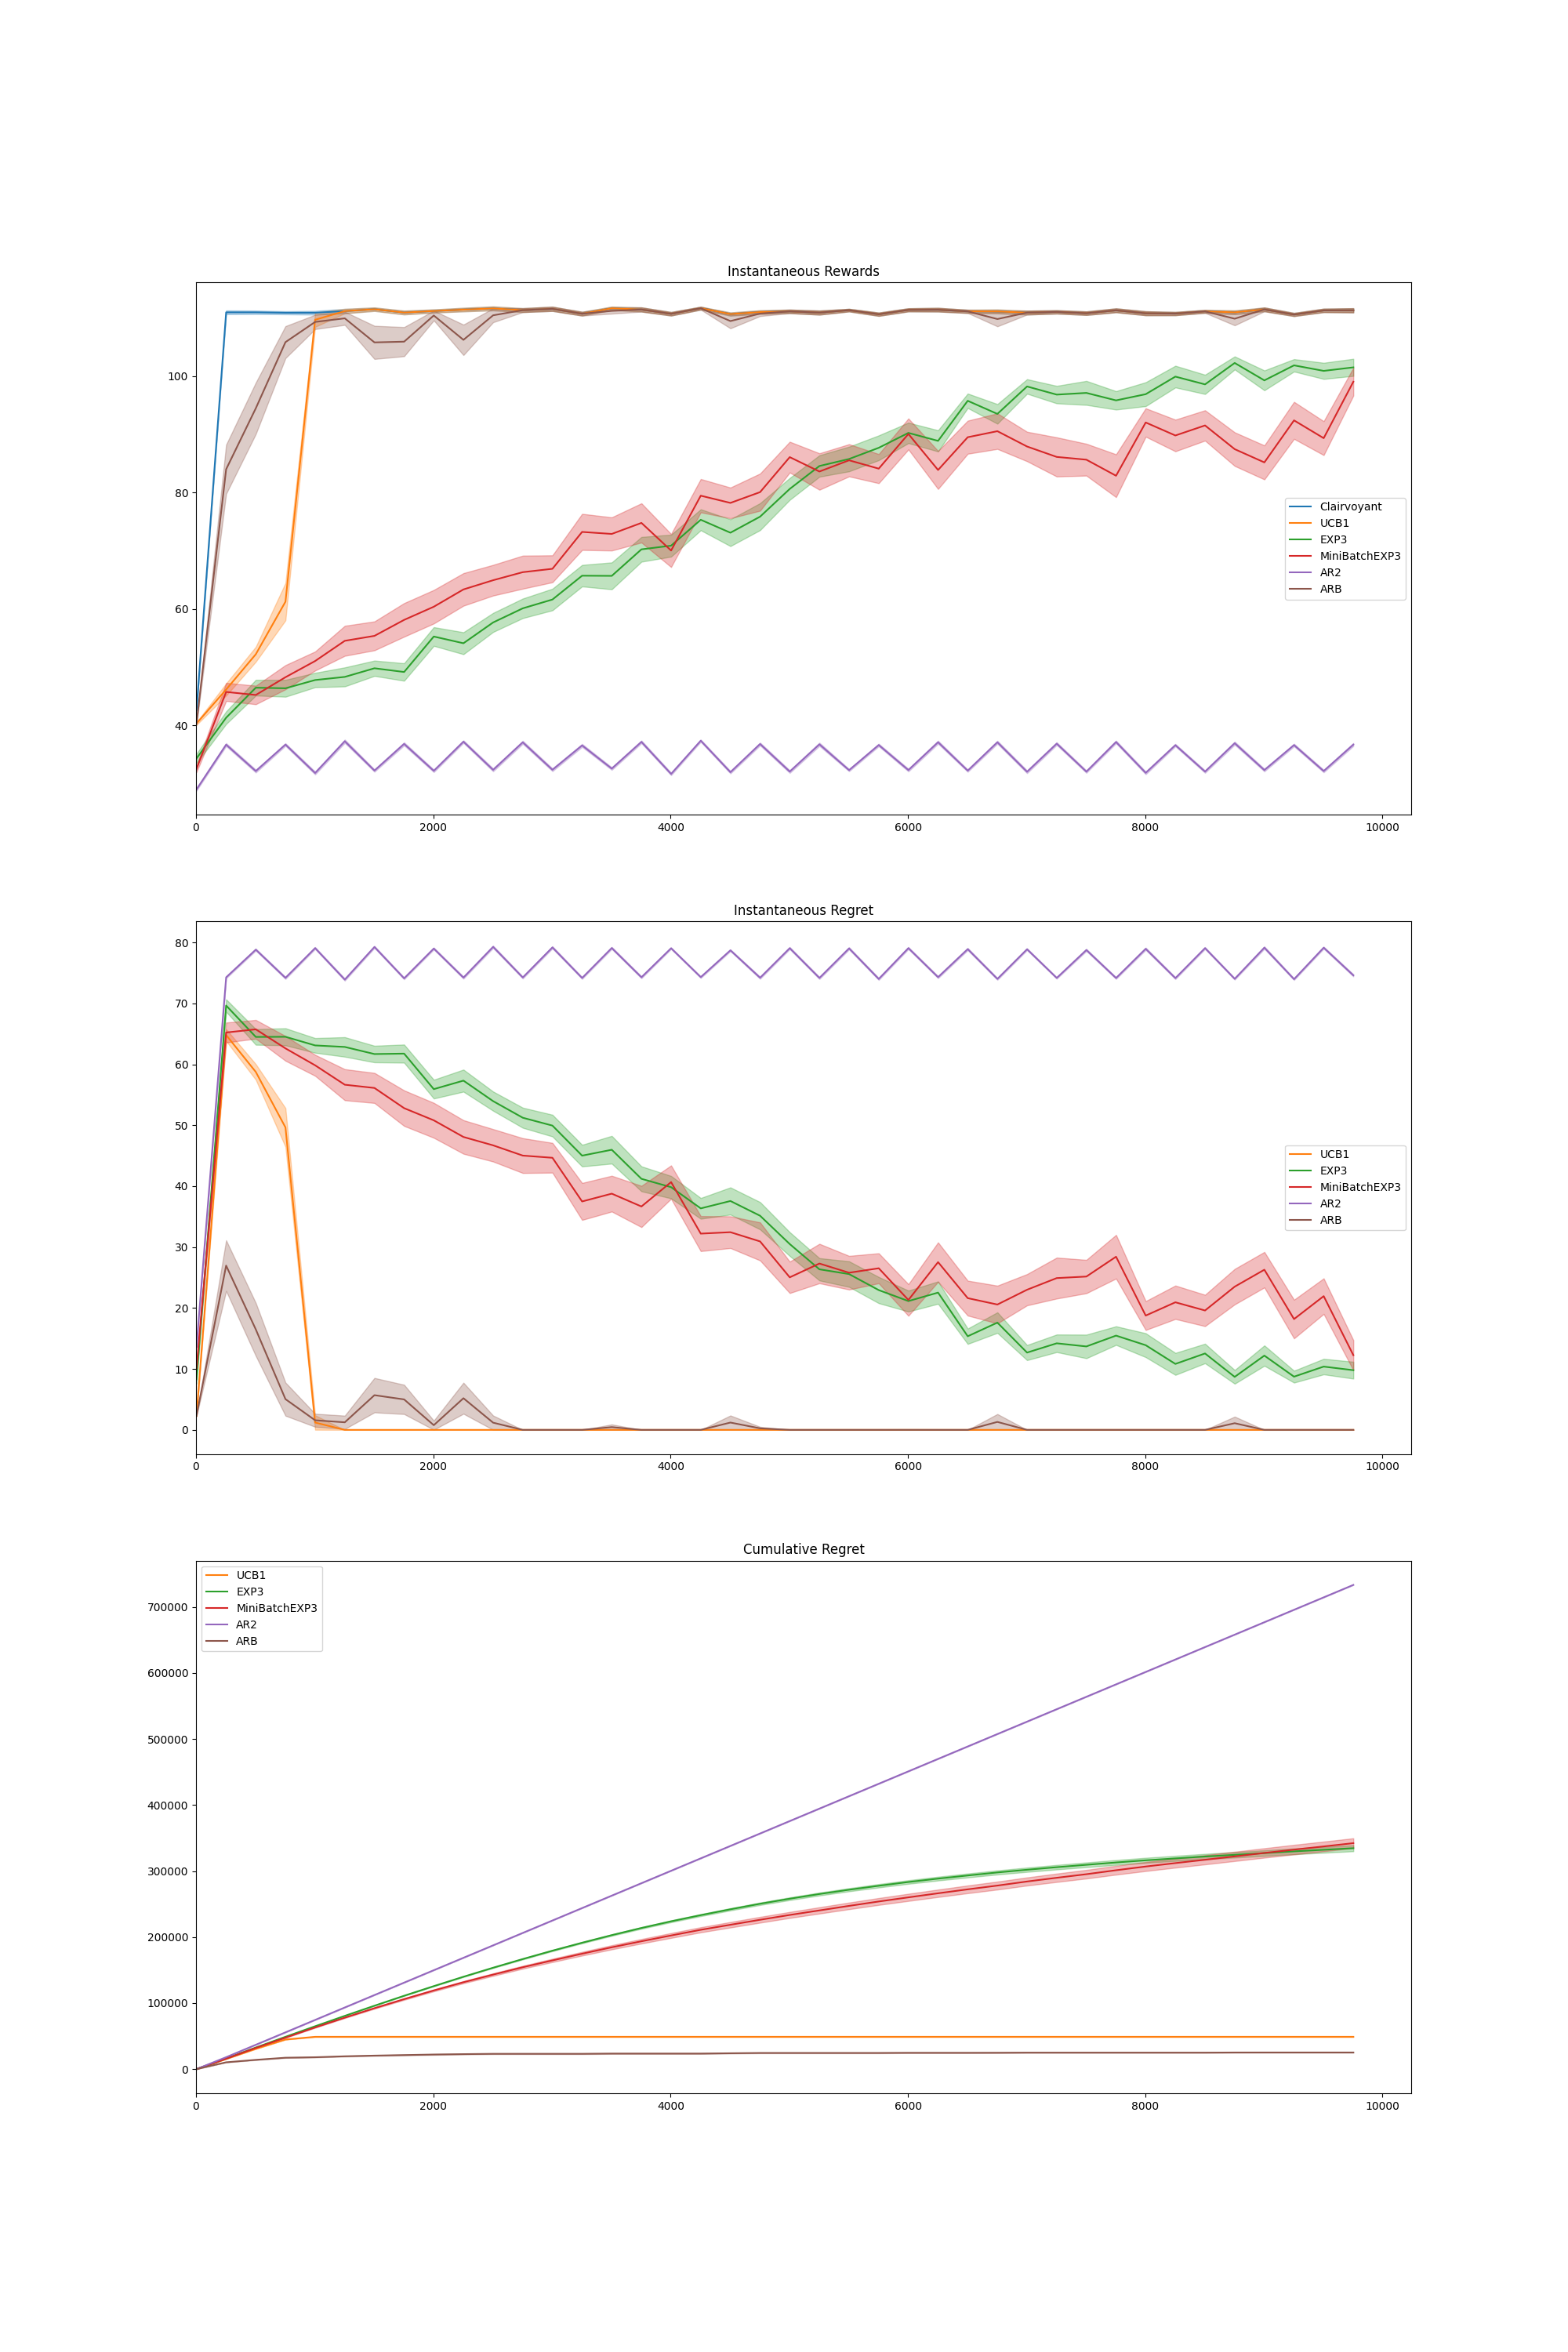 Instantaneous Rewards
100
80
60
40
Clairvoyant
UCB1
EXP3
MiniBatchEXP3
AR2
ARB
0 2000 4000 6000 8000 10000
Instantaneous Regret
80
70
60
50
40
30
20
10
0
UCB1
EXP3
MiniBatchEXP3
AR2
ARB
0 2000 4000 6000 8000 10000
Cumulative Regret
UCB1
EXP3
MiniBatchEXP3
AR2
ARB
700000
600000
500000
400000
300000
200000
100000
0
0 2000 4000 6000 8000 10000